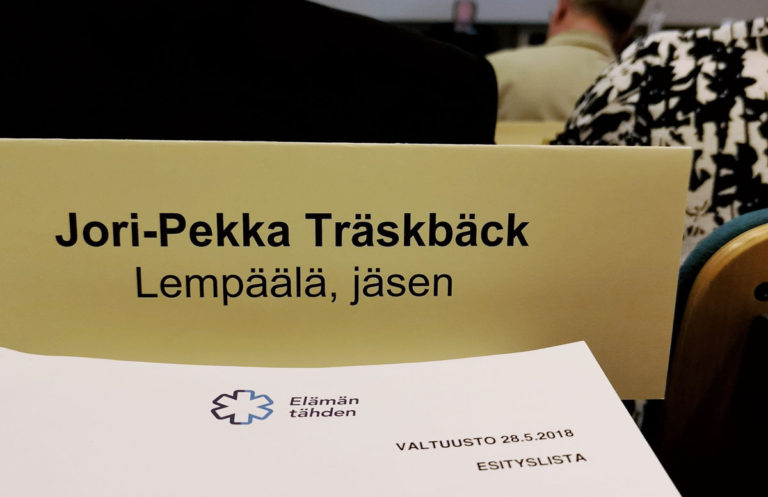 Jori-Pekka Träskbäck
Lempäälä, jäsen
Elämän
tähden
VALTUUSTO 28.5.2018
ESITYSLISTA